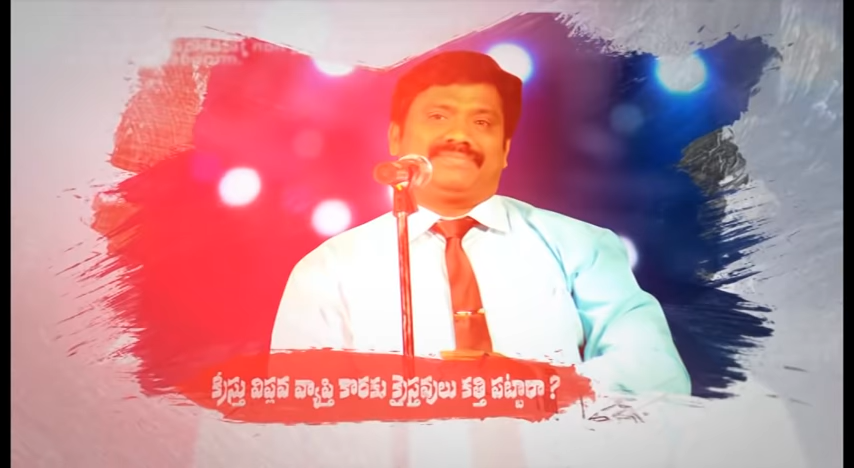 క్రీస్తు విప్లవ వ్యాప్తి కొరకు క్రైస్తవులు కత్తి పట్టారా?